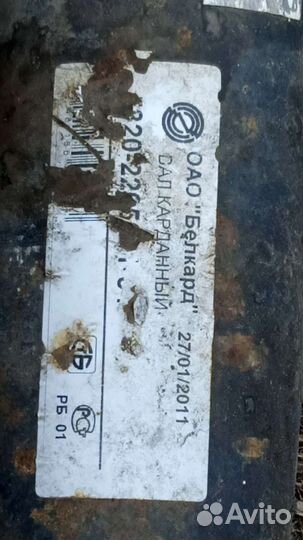 ОАО "Белкард"
27/01/2011
ВАЛ КАРДАННЫЙ
РБ 01
Avito